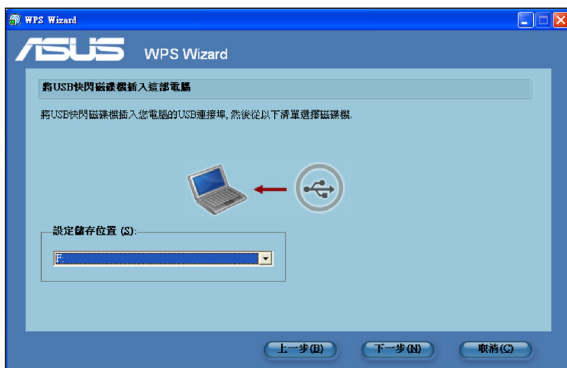 WPS Wizard
ASUS WPS Wizard
將USB快閃磁碟機插入這部電腦
將USB快閃磁碟機插入您電腦的USB連接埠, 然後從以下清單選擇磁碟機.
設定儲存位置 (S):
F:
上一步(B) 下一步(N) 取消(C)